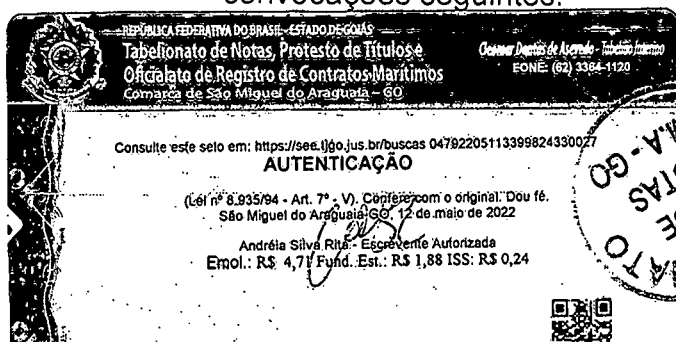 convocações seguintes.
REPÚBLICA FEDERATIVA DO BRASIL - ESTADO DE GOIÁS
Tabelionato de Notas, Protesto de Títulos e
Oficialato de Registro de Contratos Marítimos
Comarca de São Miguel do Araguaia - GO
Tabelião Interino
FONE: (62) 3364-1120
Consulte este selo em: https://see.tjgo.jus.br/buscas 04792205113399824330027
AUTENTICAÇÃO
(Lei nº 8.935/94 - Art. 7º - V). Confere com o original. Dou fé.
São Miguel do Araguaia-GO, 12 de maio de 2022
Andréia Silva Rita - Escrevente Autorizada
Emol.: R$ 4,71 Fund. Est.: R$ 1,88 ISS: R$ 0,24